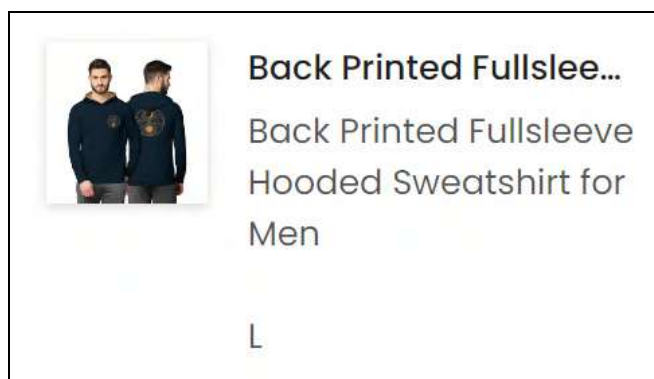 Back Printed Fullslee...
Back Printed Fullsleeve
Hooded Sweatshirt for
Men
L